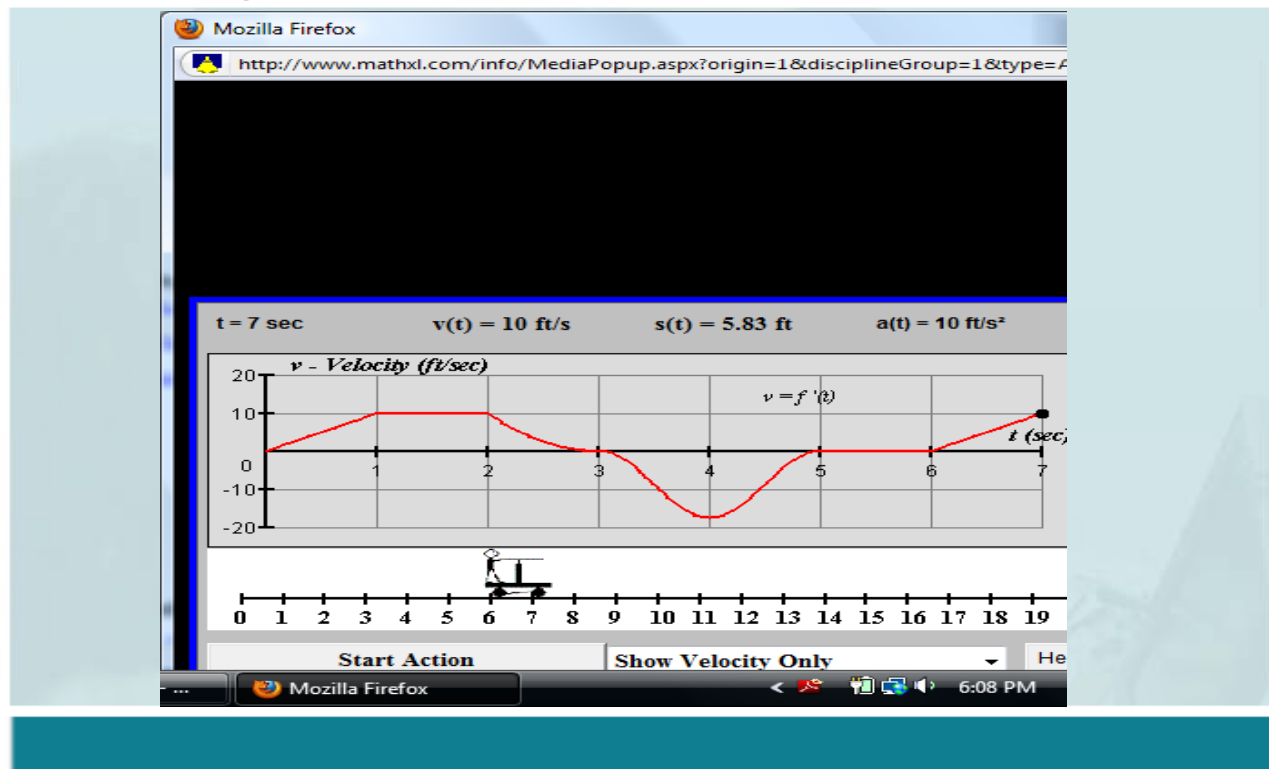 Mozilla Firefox
http://www.mathxl.com/info/MediaPopup.aspx?origin=1&disciplineGroup=1&type=A
t = 7 sec v(t) = 10 ft/s s(t) = 5.83 ft a(t) = 10 ft/s²
v - Velocity (ft/sec)
20
v = f '(t)
10
t (sec)
0 1 2 3 4 5 6 7
-10
-20
0 1 2 3 4 5 6 7 8 9 10 11 12 13 14 15 16 17 18 19
Start Action Show Velocity Only He
... Mozilla Firefox < 6:08 PM